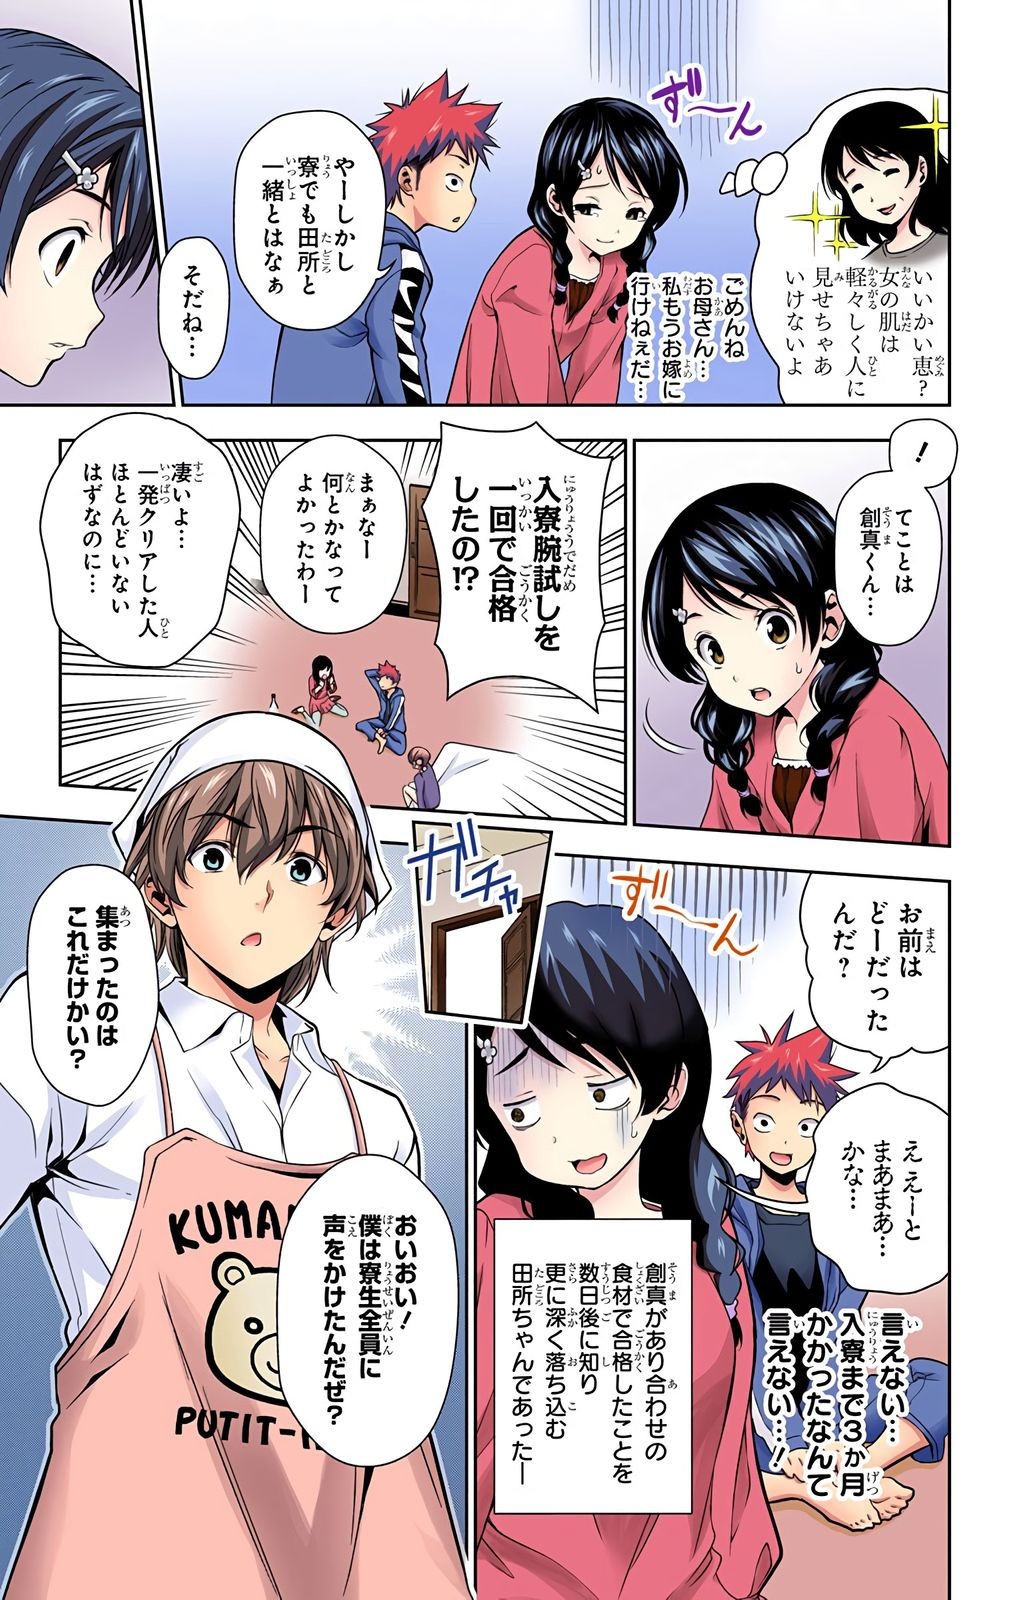 いいかい恵?
女の肌は
軽々しく人に
見せちゃあ
いけないよ
ず〜ん
ごめんね
お母さん…
私もうお嫁に
行けねぇだ…
やーしかし
寮でも田所と
一緒とはなぁ
そだね…
!
てことは
創真くん…
入寮腕試しを
一回で合格
したの!?
まぁなー
何とかなって
よかったわー
凄いよ…
一発クリアした人
ほとんどいない
はずなのに…
お前は
どーだった
んだ?
ええーと
まあまあ…
かな…
ず〜ん
言えない…
入寮まで3か月
かかったなんて
言えない…!
創真があり合わせの
食材で合格したことを
数日後に知り
更に深く落ち込む
田所ちゃんであったー
ガチャ
集まったのは
これだけかい?
おいおい!
僕は寮生全員に
声をかけたんだぜ?
KUMA
PUTIT-